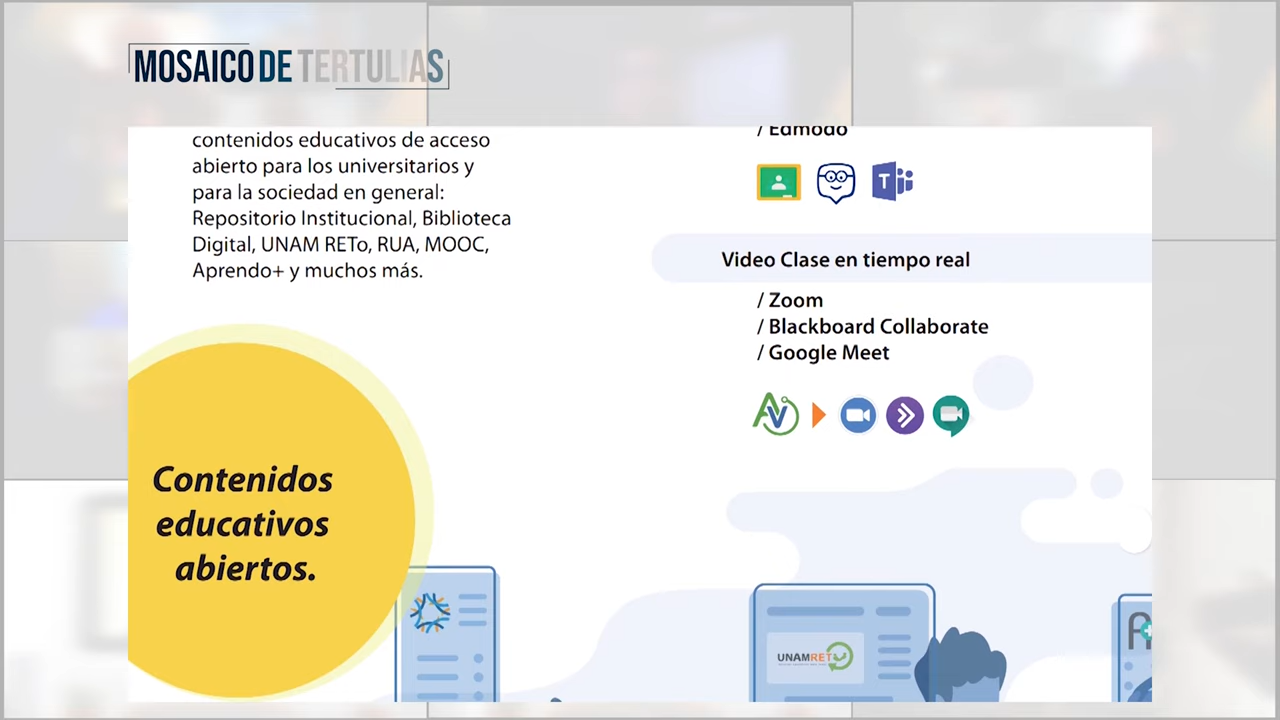 MOSAICO DE TERTULIAS
contenidos educativos de acceso
abierto para los universitarios y
para la sociedad en general:
Repositorio Institucional, Biblioteca
Digital, UNAM RETo, RUA, MOOC,
Aprendo+ y muchos más.
Contenidos
educativos
abiertos.
/ Edmodo
T
Video Clase en tiempo real
/ Zoom
/ Blackboard Collaborate
/ Google Meet
AV
UNAMRET
A+